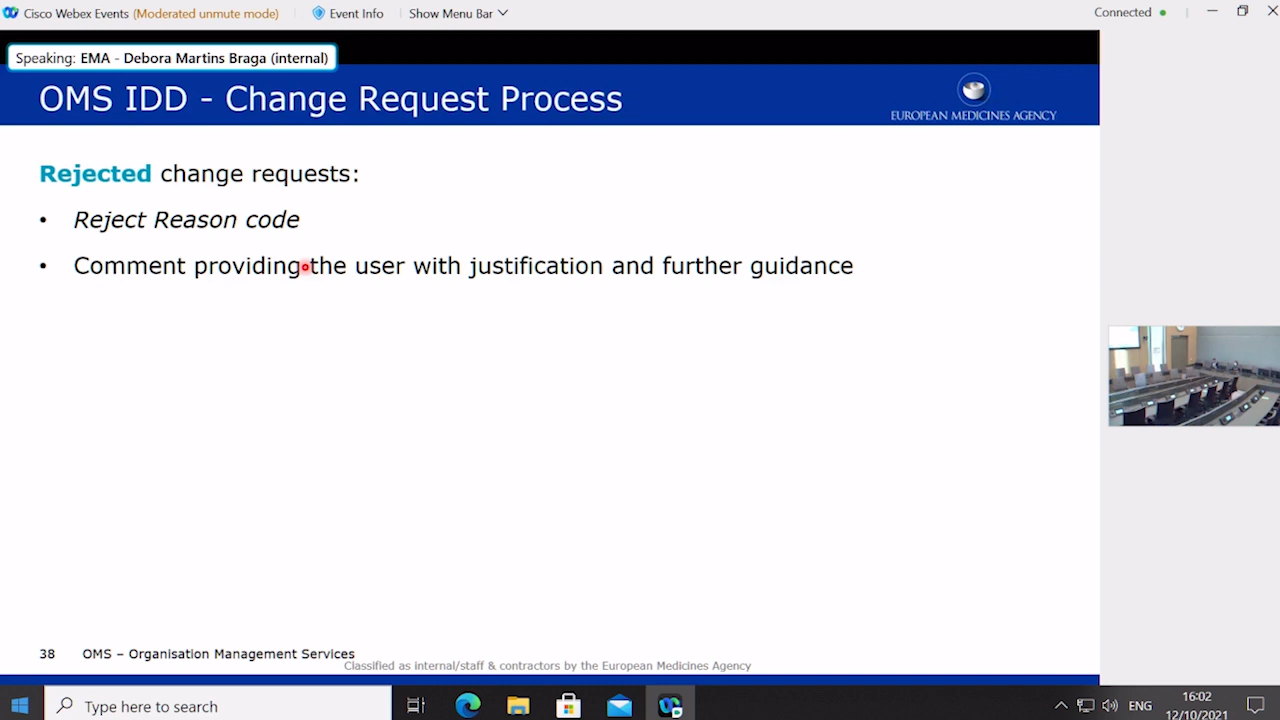 Cisco Webex Events (Moderated unmute mode) Event Info Show Menu Bar Connected
Speaking: EMA - Debora Martins Braga (internal)
OMS IDD - Change Request Process
EUROPEAN MEDICINES AGENCY
Rejected change requests:
• Reject Reason code
• Comment providing the user with justification and further guidance
38 OMS – Organisation Management Services
Classified as internal/staff & contractors by the European Medicines Agency
Type here to search
ENG
16:02
12/10/2021